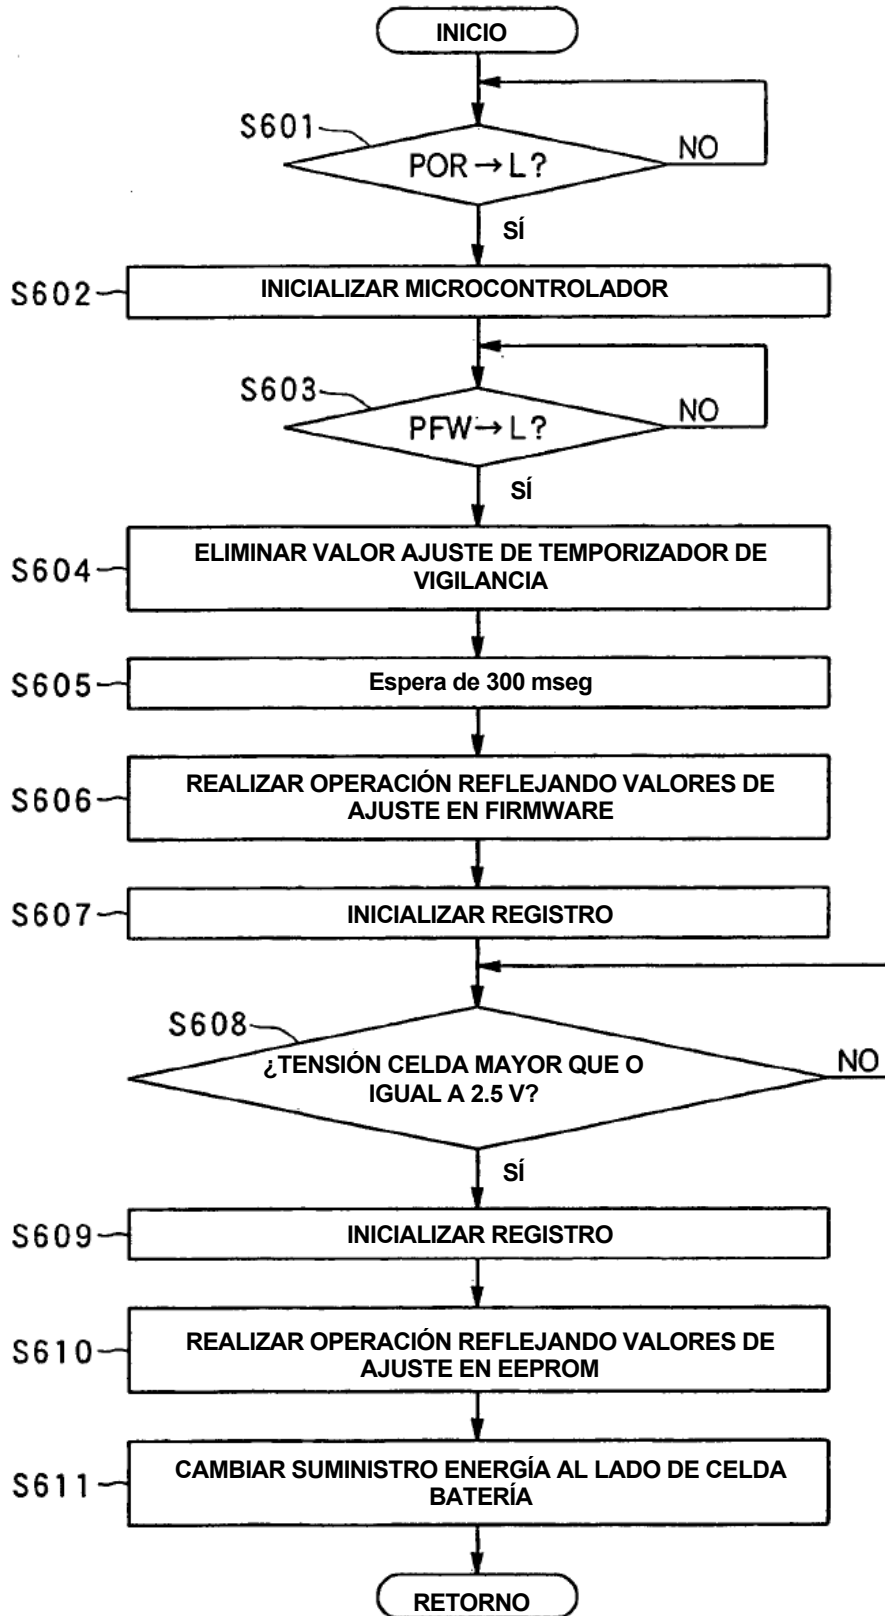 INICIO
S601
POR→L?
NO
SÍ
S602
INICIALIZAR MICROCONTROLADOR
S603
PFW→L?
NO
SÍ
S604
ELIMINAR VALOR AJUSTE DE TEMPORIZADOR DE
VIGILANCIA
S605
Espera de 300 mseg
S606
REALIZAR OPERACIÓN REFLEJANDO VALORES DE
AJUSTE EN FIRMWARE
S607
INICIALIZAR REGISTRO
S608
¿TENSIÓN CELDA MAYOR QUE O
IGUAL A 2.5 V?
NO
SÍ
S609
INICIALIZAR REGISTRO
S610
REALIZAR OPERACIÓN REFLEJANDO VALORES DE
AJUSTE EN EEPROM
S611
CAMBIAR SUMINISTRO ENERGÍA AL LADO DE CELDA
BATERÍA
RETORNO